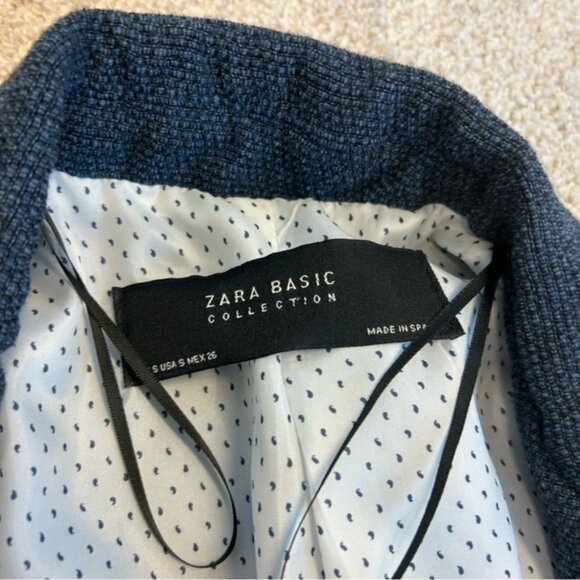 ZARA BASIC
COLLECTION
MADE IN
S USA S MEX 26